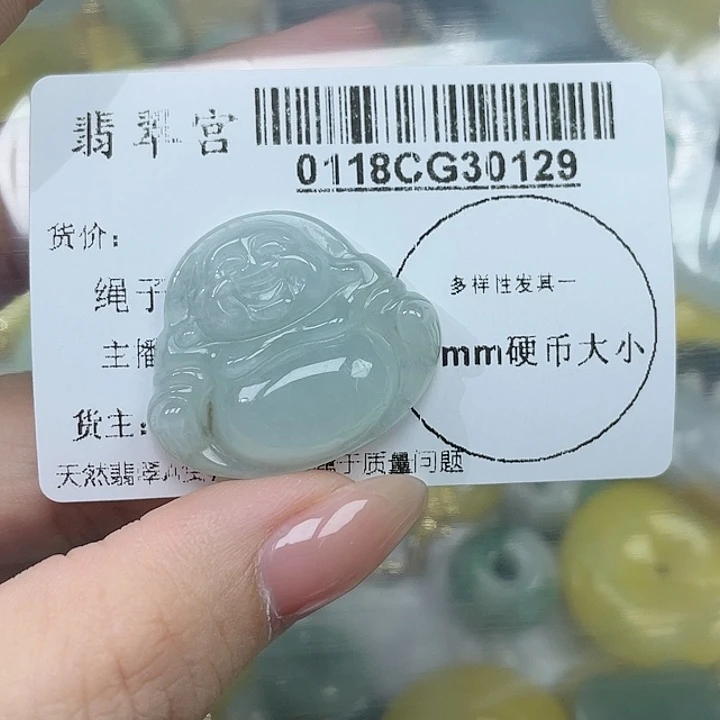 翡翠宫
0118CG30129
货价：
多样性发其一
绳子
主播
mm硬币大小
货主：
天然翡翠 于质量问题